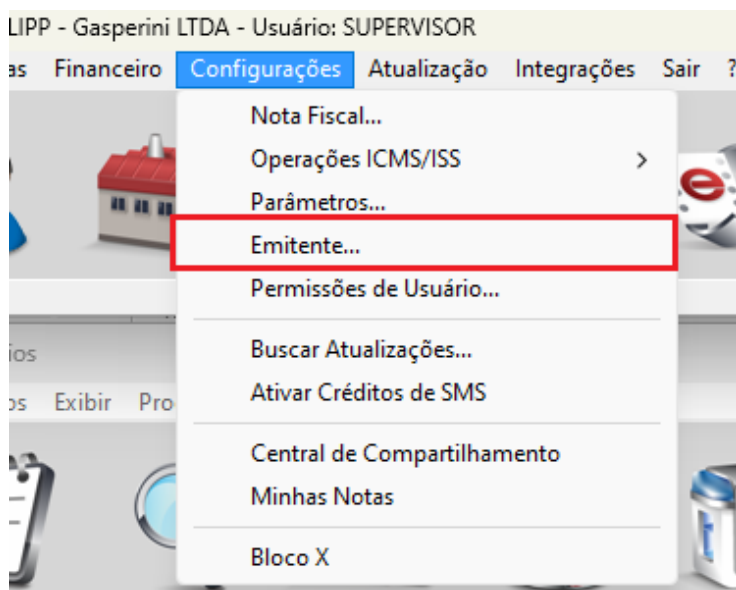 LIPP - Gasperini LTDA - Usuário: SUPERVISOR
as Financeiro Configurações Atualização Integrações Sair ?
Nota Fiscal...
Operações ICMS/ISS
Parâmetros...
Emitente...
Permissões de Usuário...
Buscar Atualizações...
ios
Ativar Créditos de SMS
os Exibir Pro
Central de Compartilhamento
Minhas Notas
Bloco X